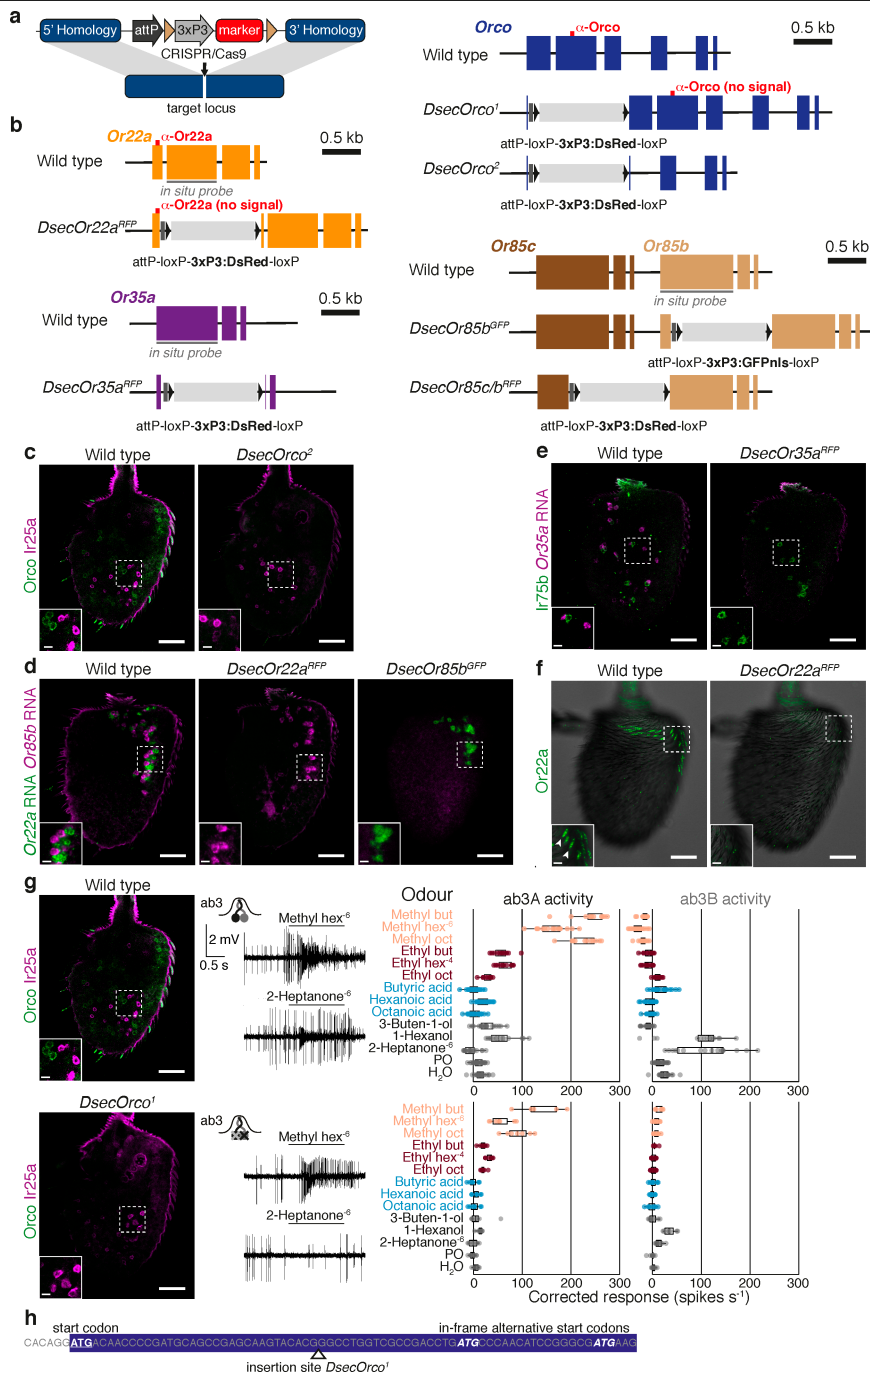 a
5' Homology
attP
3xP3
marker
3' Homology
CRISPR/Cas9
target locus
b
Or22a
α-Or22a
Wild type
0.5 kb
in situ probe
α-Or22a (no signal)
DsecOr22aRFP
attP-loxP-3xP3:DsRed-loxP
Or35a
Wild type
0.5 kb
in situ probe
DsecOr35aRFP
attP-loxP-3xP3:DsRed-loxP
Orco
α-Orco
0.5 kb
Wild type
α-Orco (no signal)
DsecOrco1
attP-loxP-3xP3:DsRed-loxP
DsecOrco2
attP-loxP-3xP3:DsRed-loxP
Or85c
Or85b
0.5 kb
Wild type
in situ probe
DsecOr85bGFP
attP-loxP-3xP3:GFPnls-loxP
DsecOr85c/bRFP
attP-loxP-3xP3:DsRed-loxP
c
Wild type
DsecOrco2
Orco Ir25a
e
Wild type
DsecOr35aRFP
Ir75b Or35a RNA
d
Wild type
DsecOr22aRFP
DsecOr85bGFP
Or22a RNA Or85b RNA
f
Wild type
DsecOr22aRFP
Or22a
g
Wild type
Orco Ir25a
ab3
2 mV
0.5 s
Methyl hex-6
2-Heptanone-6
Odour
ab3A activity
ab3B activity
Methyl but
Methyl hex-6
Methyl oct
Ethyl but
Ethyl hex-4
Ethyl oct
Butyric acid
Hexanoic acid
Octanoic acid
3-Buten-1-ol
1-Hexanol
2-Heptanone-6
PO
H2O
0 100 200 300
0 100 200 300
DsecOrco1
Orco Ir25a
ab3
Methyl hex-6
2-Heptanone-6
Methyl but
Methyl hex-6
Methyl oct
Ethyl but
Ethyl hex-4
Ethyl oct
Butyric acid
Hexanoic acid
Octanoic acid
3-Buten-1-ol
1-Hexanol
2-Heptanone-6
PO
H2O
0 100 200 300
0 100 200 300
Corrected response (spikes s-1)
h
start codon
in-frame alternative start codons
CACAGGATGACAACCCCGATGCAGCCGAGCAAGTACACGGGCCTGGTCGCCGACCTGATGCCCAACATCCGGGCGATGAAG
insertion site DsecOrco1